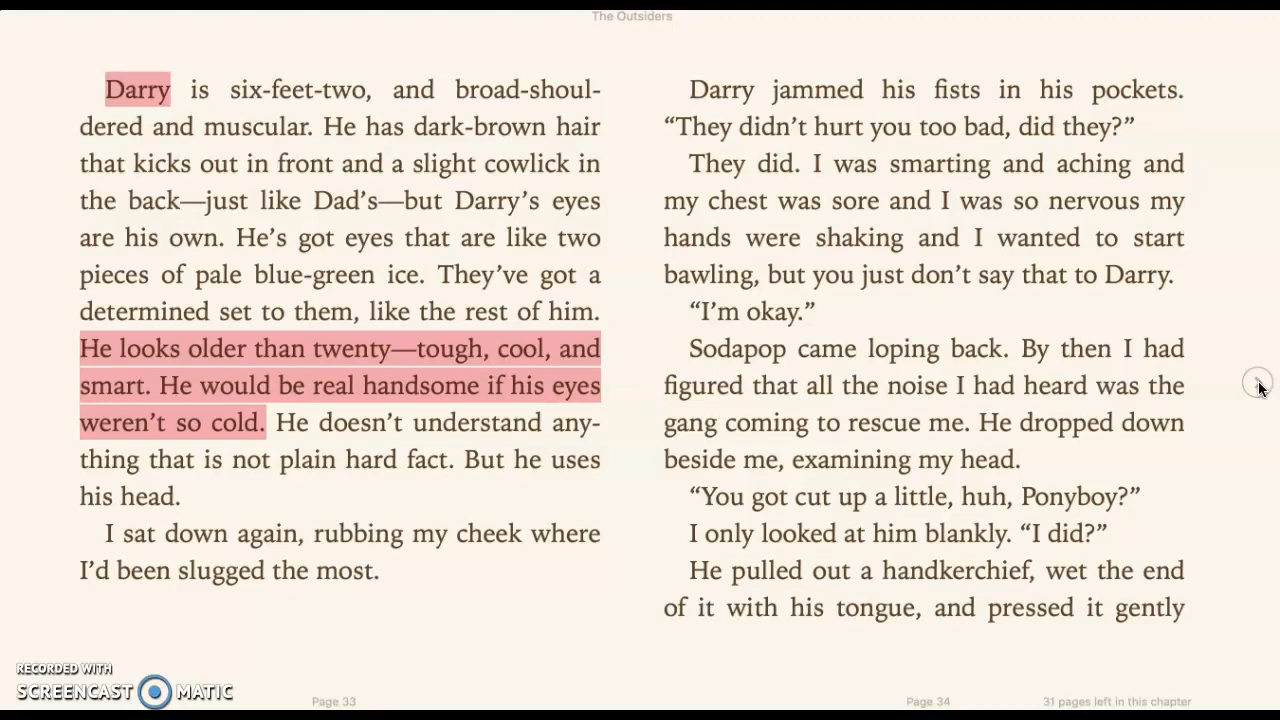 The Outsiders
Darry is six-feet-two, and broad-shoul-
dered and muscular. He has dark-brown hair
that kicks out in front and a slight cowlick in
the back—just like Dad’s—but Darry’s eyes
are his own. He’s got eyes that are like two
pieces of pale blue-green ice. They’ve got a
determined set to them, like the rest of him.
He looks older than twenty—tough, cool, and
smart. He would be real handsome if his eyes
weren’t so cold. He doesn’t understand any-
thing that is not plain hard fact. But he uses
his head.
I sat down again, rubbing my cheek where
I’d been slugged the most.
Darry jammed his fists in his pockets.
“They didn’t hurt you too bad, did they?”
They did. I was smarting and aching and
my chest was sore and I was so nervous my
hands were shaking and I wanted to start
bawling, but you just don’t say that to Darry.
“I’m okay.”
Sodapop came loping back. By then I had
figured that all the noise I had heard was the
gang coming to rescue me. He dropped down
beside me, examining my head.
“You got cut up a little, huh, Ponyboy?”
I only looked at him blankly. “I did?”
He pulled out a handkerchief, wet the end
of it with his tongue, and pressed it gently
RECORDED WITH
SCREENCAST MATIC
Page 33
Page 34
31 pages left in this chapter